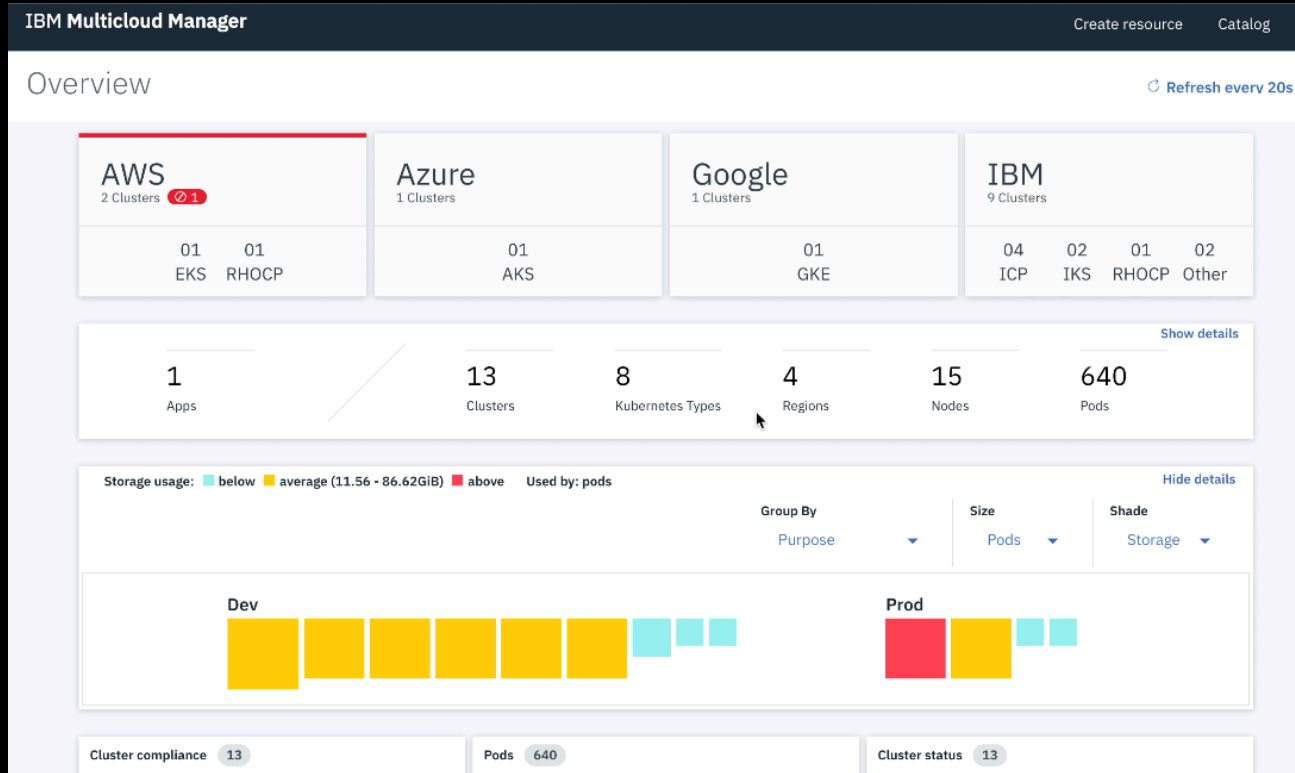 IBM Multicloud Manager
Create resource
Catalog
Overview
Refresh every 20s
AWS
2 Clusters 1
01 01
EKS RHOCP
Azure
1 Clusters
01
AKS
Google
1 Clusters
01
GKE
IBM
9 Clusters
04 02 01 02
ICP IKS RHOCP Other
Show details
1
Apps
13
Clusters
8
Kubernetes Types
4
Regions
15
Nodes
640
Pods
Storage usage: below average (11.56 - 86.62GiB) above Used by: pods
Hide details
Group By
Purpose
Size
Pods
Shade
Storage
Dev
Prod
Cluster compliance 13
Pods 640
Cluster status 13